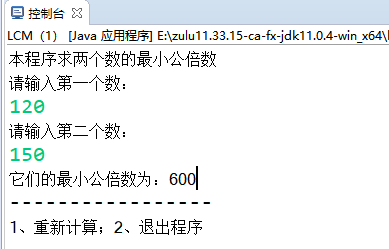 控制台
LCM (1) [Java 应用程序] E:\zulu11.33.15-ca-fx-jdk11.0.4-win_x64\
本程序求两个数的最小公倍数
请输入第一个数：
120
请输入第二个数：
150
它们的最小公倍数为：600
------------------
1、重新计算；2、退出程序